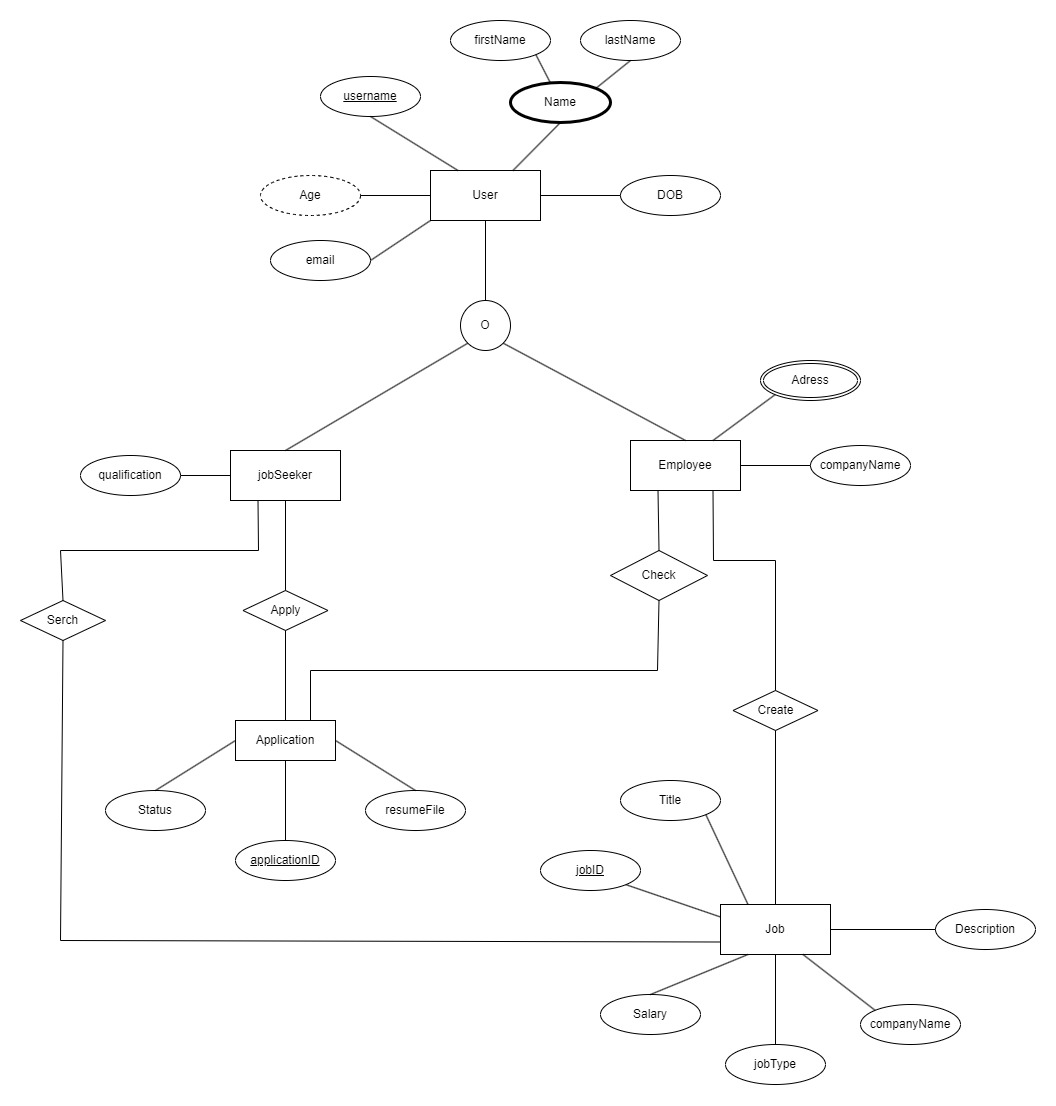 firstName
lastName
username
Name
Age
User
DOB
email
O
Adress
qualification
jobSeeker
Employee
companyName
Check
Serch
Apply
Create
Application
Status
resumeFile
Title
applicationID
jobID
Job
Description
Salary
companyName
jobType